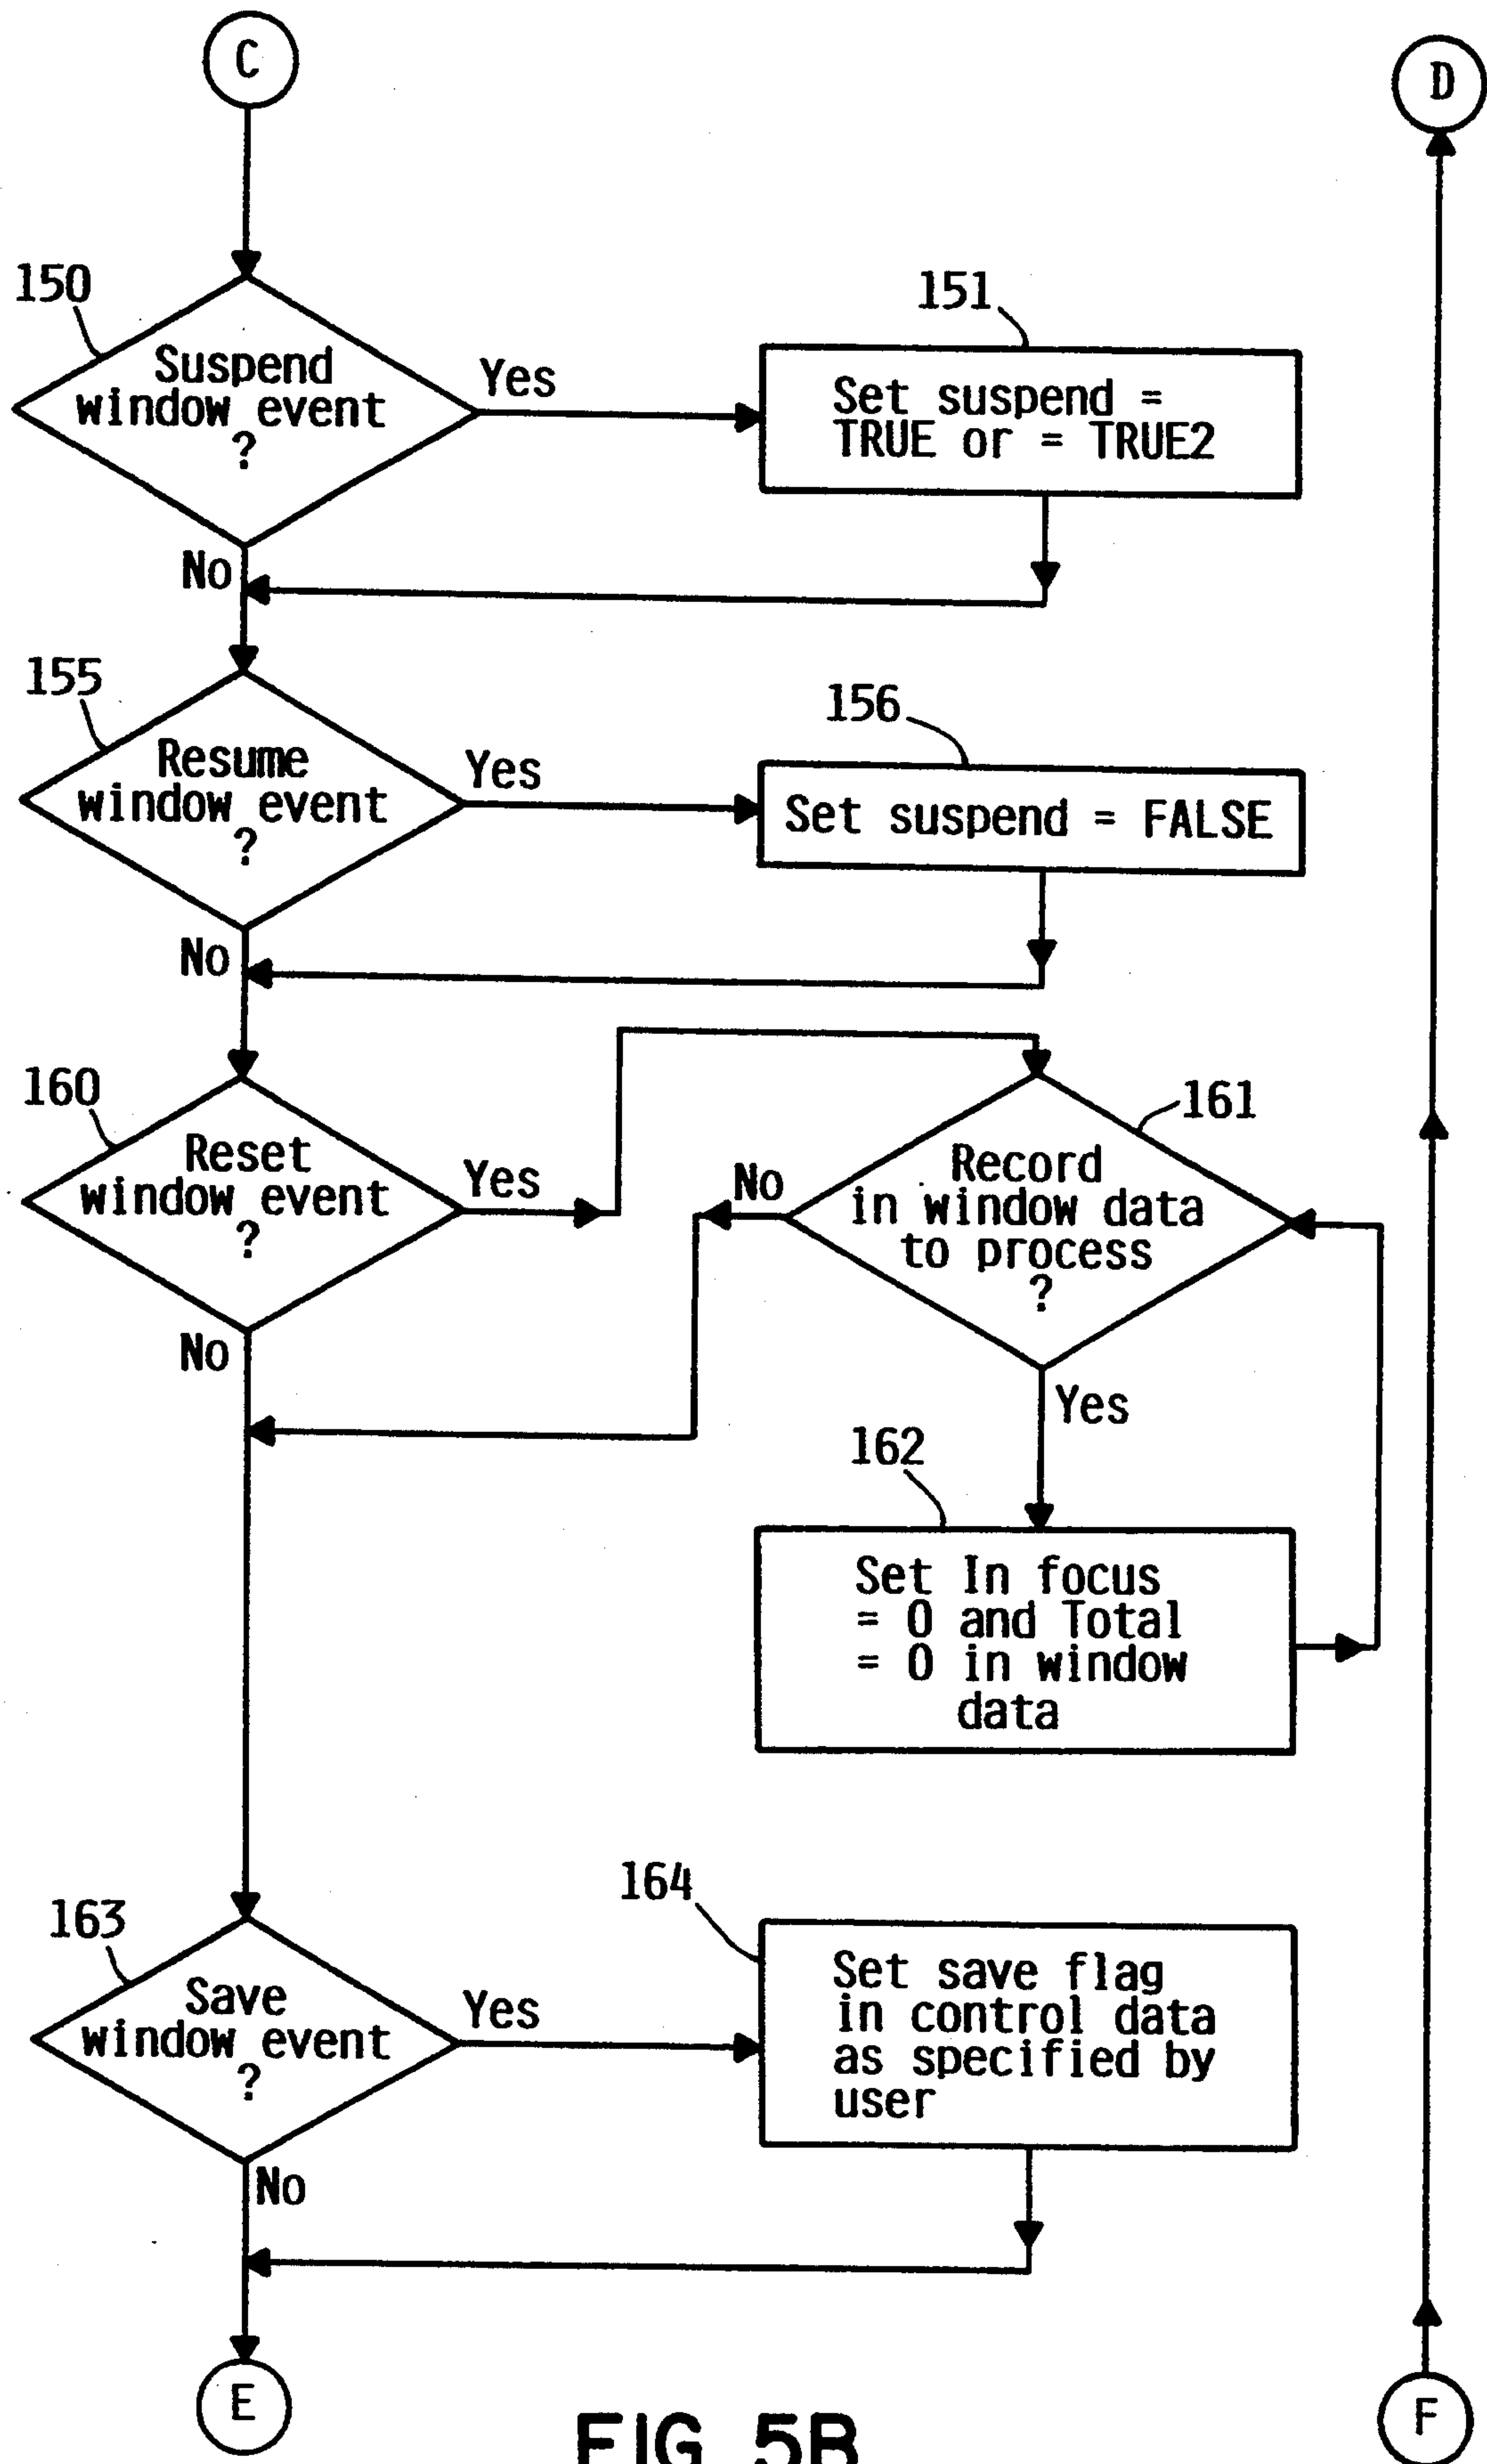 C
D
150
Suspend
window event
?
Yes
151
Set suspend =
TRUE or = TRUE2
No
155
Resume
window event
?
Yes
156
Set suspend = FALSE
No
160
Reset
window event
?
Yes
No
161
Record
in window data
to process
?
No
Yes
162
Set In focus
= 0 and Total
= 0 in window
data
163
Save
window event
?
Yes
164
Set save flag
in control data
as specified by
user
No
E
F
FIG. 5B